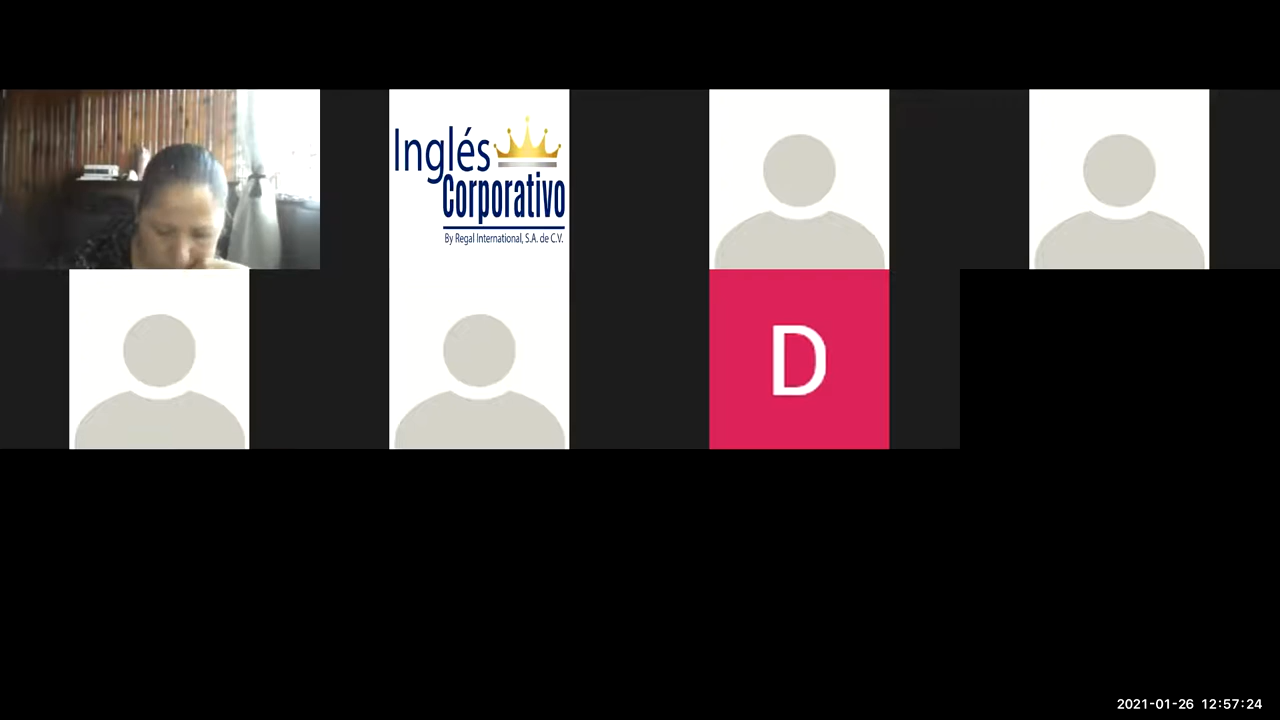 Inglés
Corporativo
By Regal International, S.A. de C.V.
D
2021-01-26 12:57:24